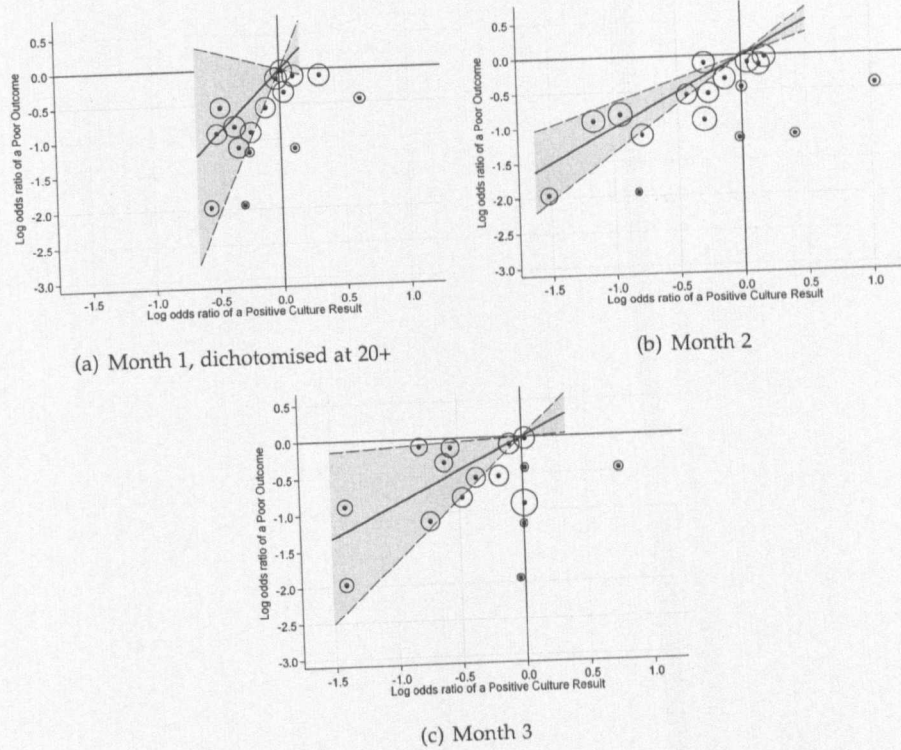 0.5
0.0
-0.5
-1.0
-1.5
-2.0
-2.5
-3.0
Log odds ratio of a Poor Outcome
-1.5 -1.0 -0.5 0.0 0.5 1.0
Log odds ratio of a Positive Culture Result
(a) Month 1, dichotomised at 20+
0.5
0.0
-0.5
-1.0
-1.5
-2.0
-2.5
-3.0
Log odds ratio of a Poor Outcome
-1.5 -1.0 -0.5 0.0 0.5 1.0
Log odds ratio of a Positive Culture Result
(b) Month 2
0.5
0.0
-0.5
-1.0
-1.5
-2.0
-2.5
-3.0
Log odds ratio of a Poor Outcome
-1.5 -1.0 -0.5 0.0 0.5 1.0
Log odds ratio of a Positive Culture Result
(c) Month 3